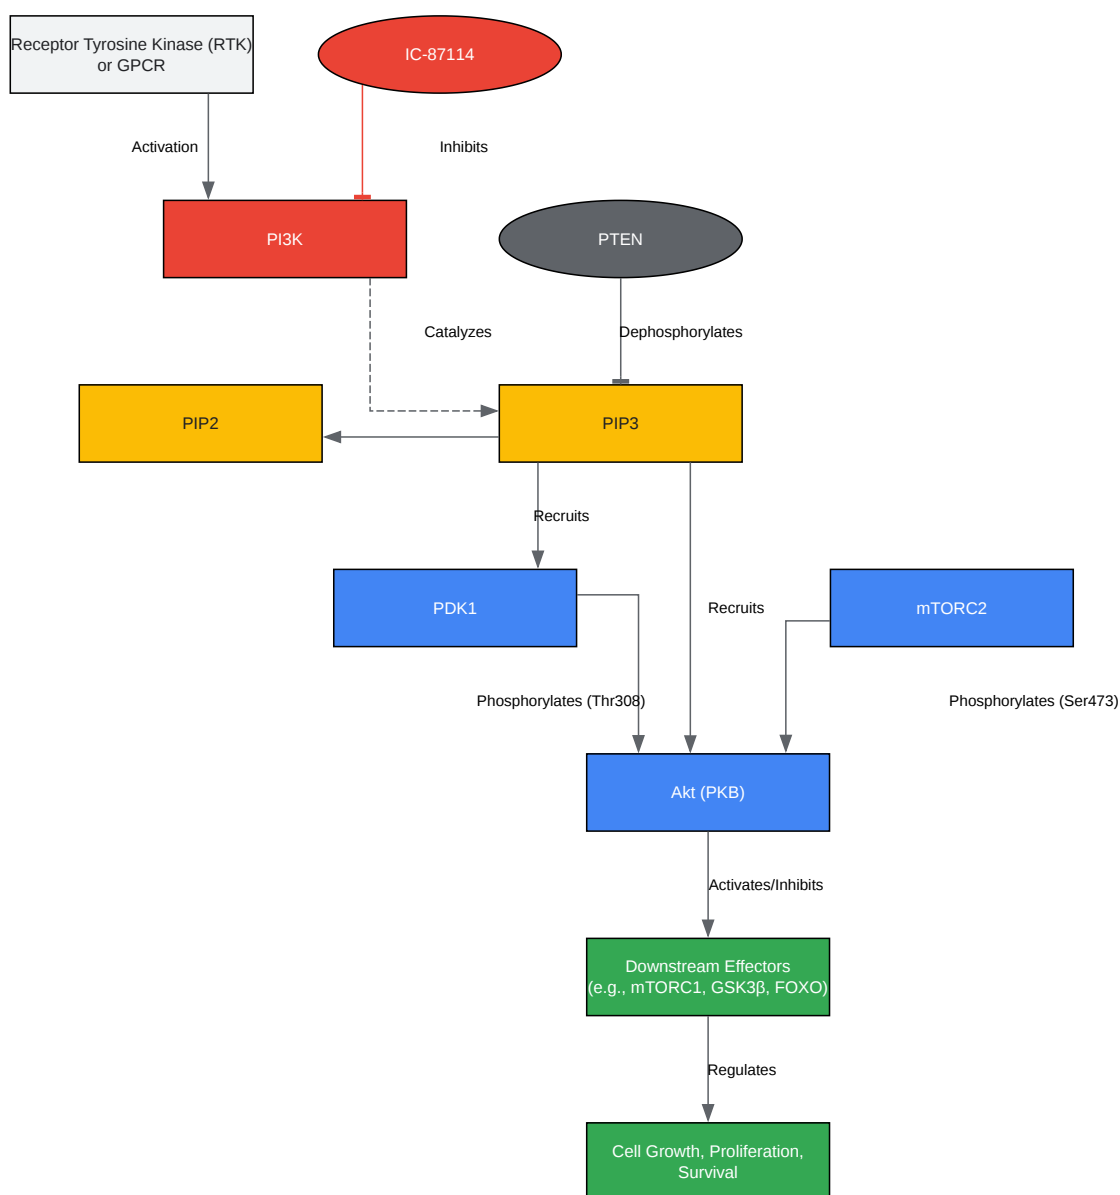 Receptor Tyrosine Kinase (RTK)
or GPCR
IC-87114
Activation
Inhibits
PI3K
PTEN
Catalyzes
Dephosphorylates
PIP2
PIP3
Recruits
PDK1
Recruits
mTORC2
Phosphorylates (Thr308)
Phosphorylates (Ser473)
Akt (PKB)
Activates/Inhibits
Downstream Effectors
(e.g., mTORC1, GSK3β, FOXO)
Regulates
Cell Growth, Proliferation,
Survival